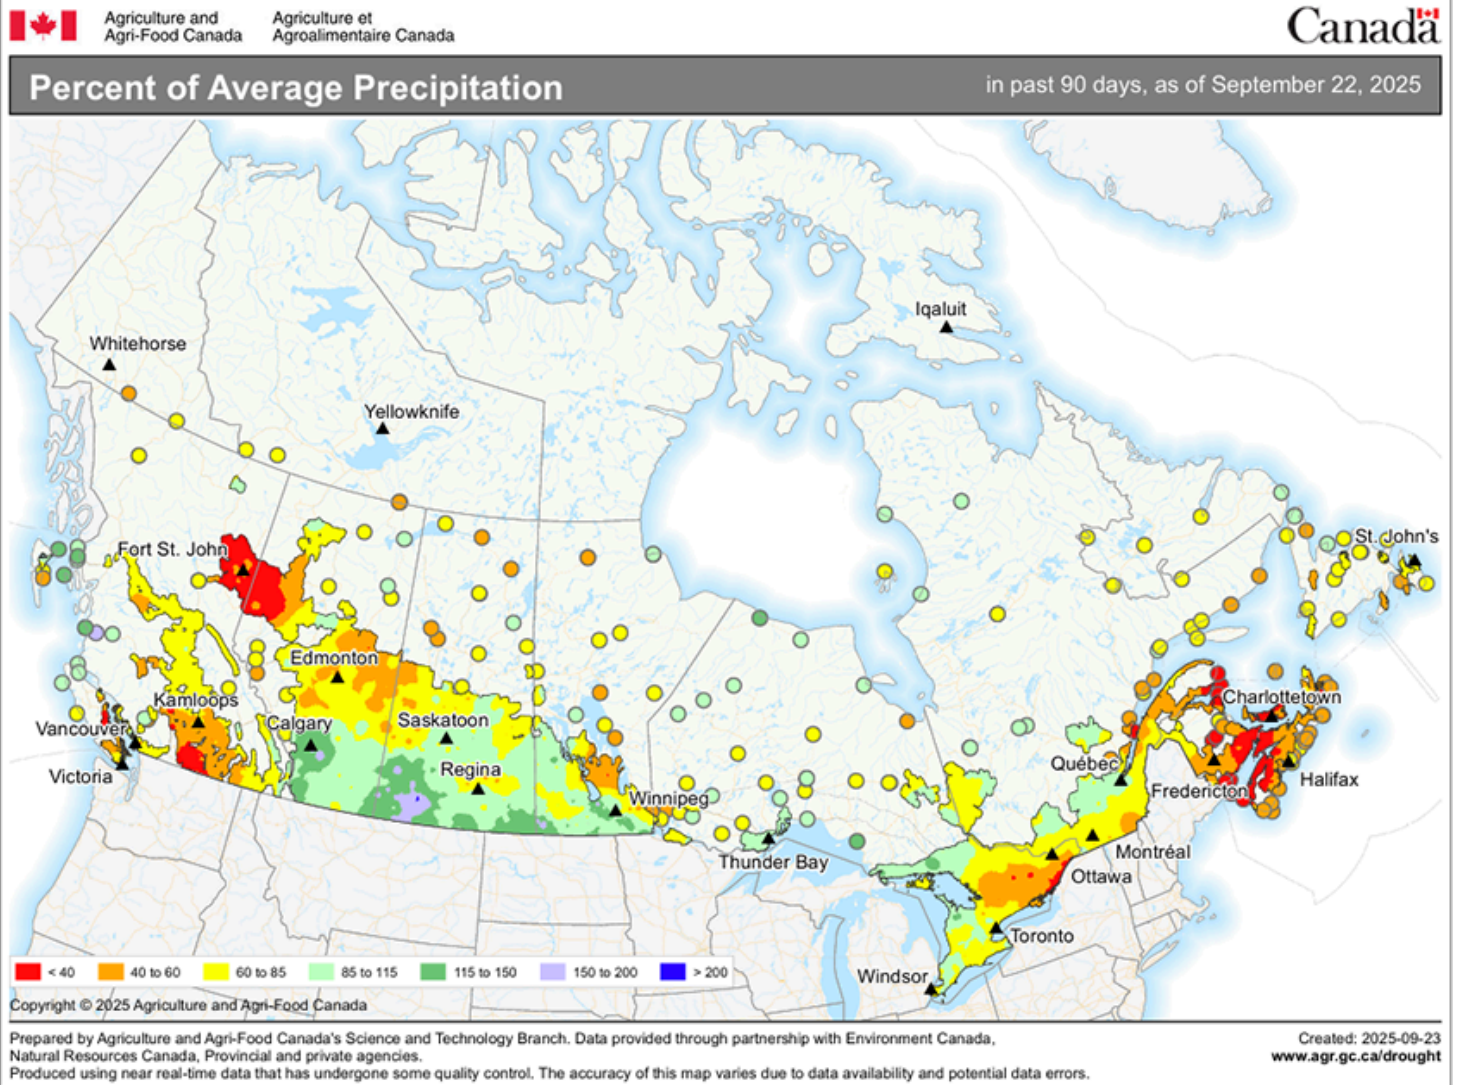 Agriculture and Agriculture et
Agri-Food Canada Agroalimentaire Canada
Canada
Percent of Average Precipitation
in past 90 days, as of September 22, 2025
Iqaluit
Whitehorse
Yellowknife
St. John's
Fort St. John
Edmonton
Charlottetown
Kamloops
Calgary
Saskatoon
Vancouver
Québec
Regina
Victoria
Halifax
Fredericton
Winnipeg
Montréal
Thunder Bay
Ottawa
Toronto
Windsor
< 40 40 to 60 60 to 85 85 to 115 115 to 150 150 to 200 > 200
Copyright © 2025 Agriculture and Agri-Food Canada
Prepared by Agriculture and Agri-Food Canada's Science and Technology Branch. Data provided through partnership with Environment Canada,
Natural Resources Canada, Provincial and private agencies.
Produced using near real-time data that has undergone some quality control. The accuracy of this map varies due to data availability and potential data errors.
Created: 2025-09-23
www.agr.gc.ca/drought